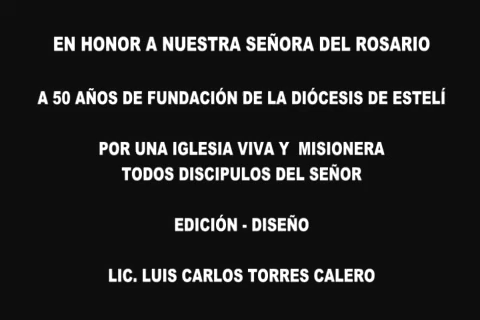 EN HONOR A NUESTRA SEÑORA DEL ROSARIO
A 50 AÑOS DE FUNDACIÓN DE LA DIÓCESIS DE ESTELÍ
POR UNA IGLESIA VIVA Y  MISIONERA
TODOS DISCIPULOS DEL SEÑOR
EDICIÓN - DISEÑO
LIC. LUIS CARLOS TORRES CALERO